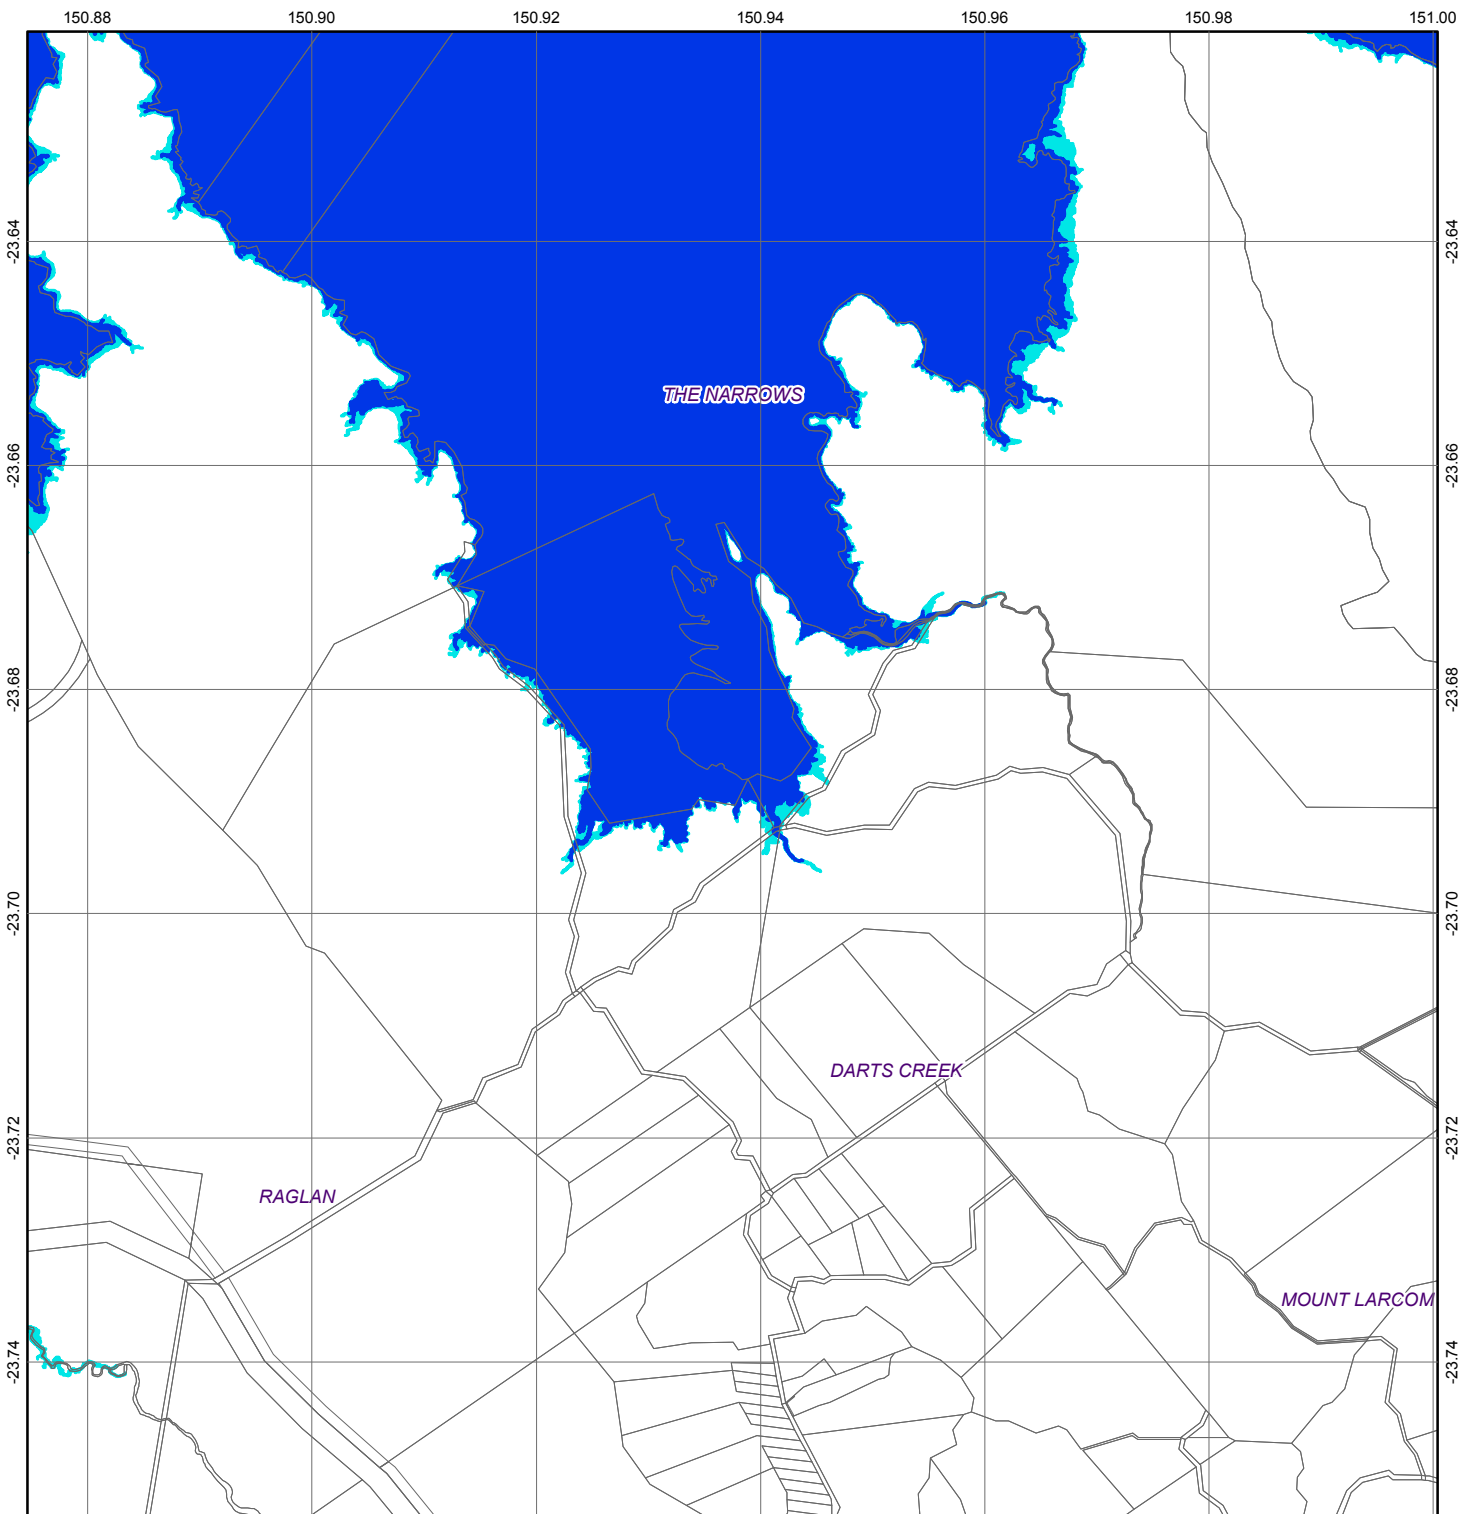 150.88 150.90 150.92 150.94 150.96 150.98 151.00
-23.64 -23.64
THE NARROWS
-23.66 -23.66
-23.68 -23.68
-23.70 -23.70
DARTS CREEK
-23.72 -23.72
RAGLAN
MOUNT LARCOM
-23.74 -23.74